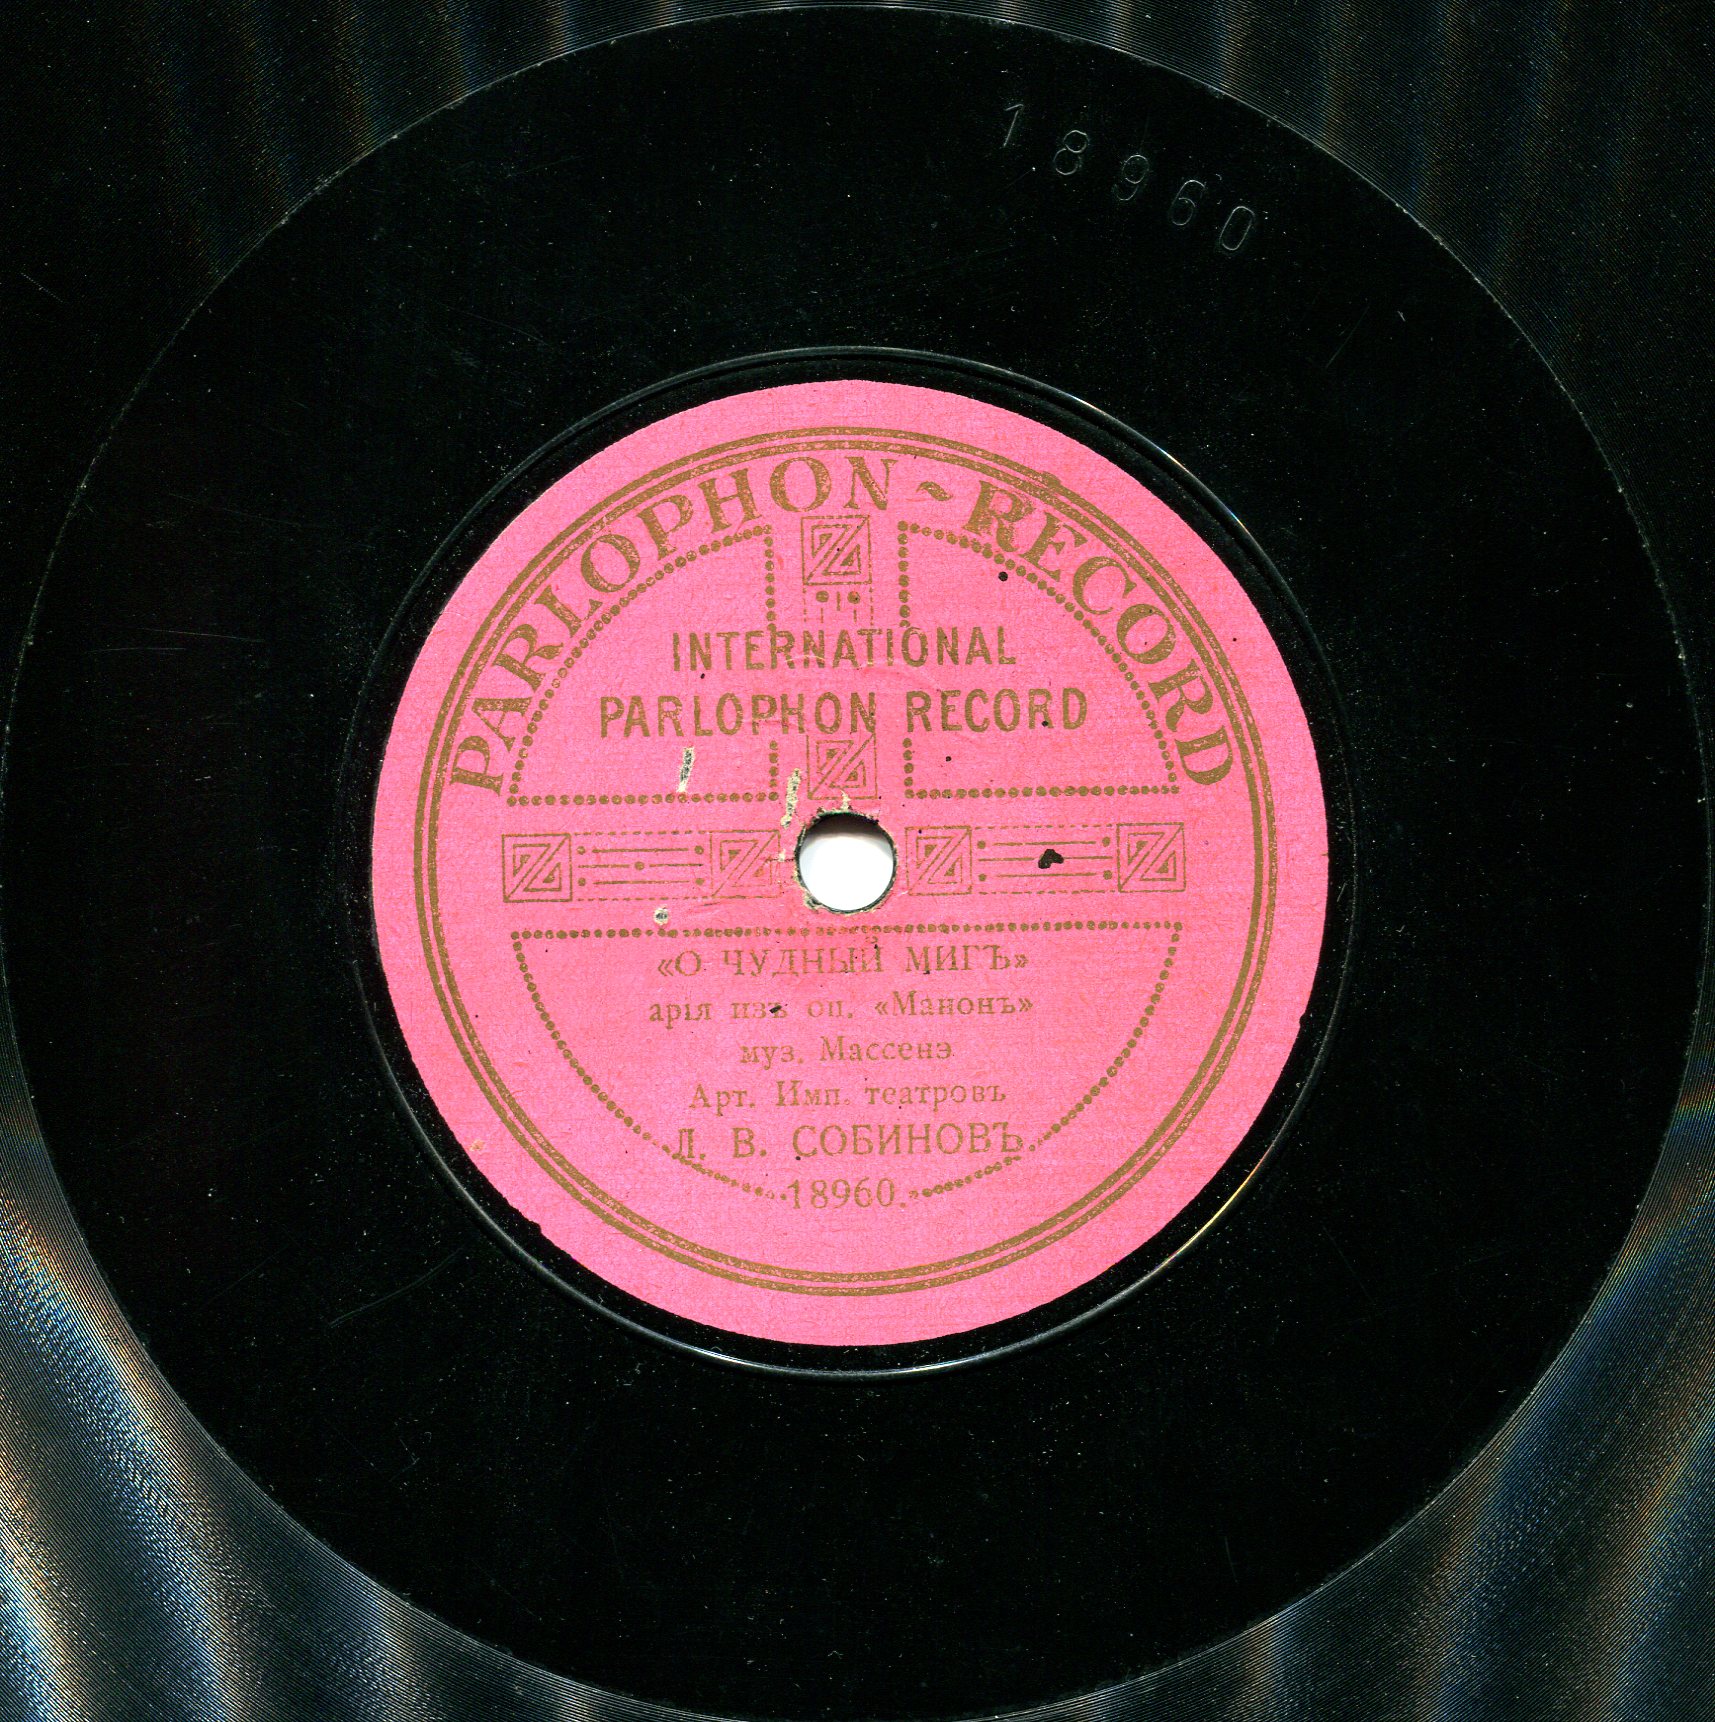 18960
PARLOPHON ~ RECORD
INTERNATIONAL
PARLOPHON RECORD
«О ЧУДНЫЙ МИГЪ»
арія изъ оп. «Манонъ»
муз. Массенэ
Арт. Имп. театровъ
Л. В. СОБИНОВЪ
18960.